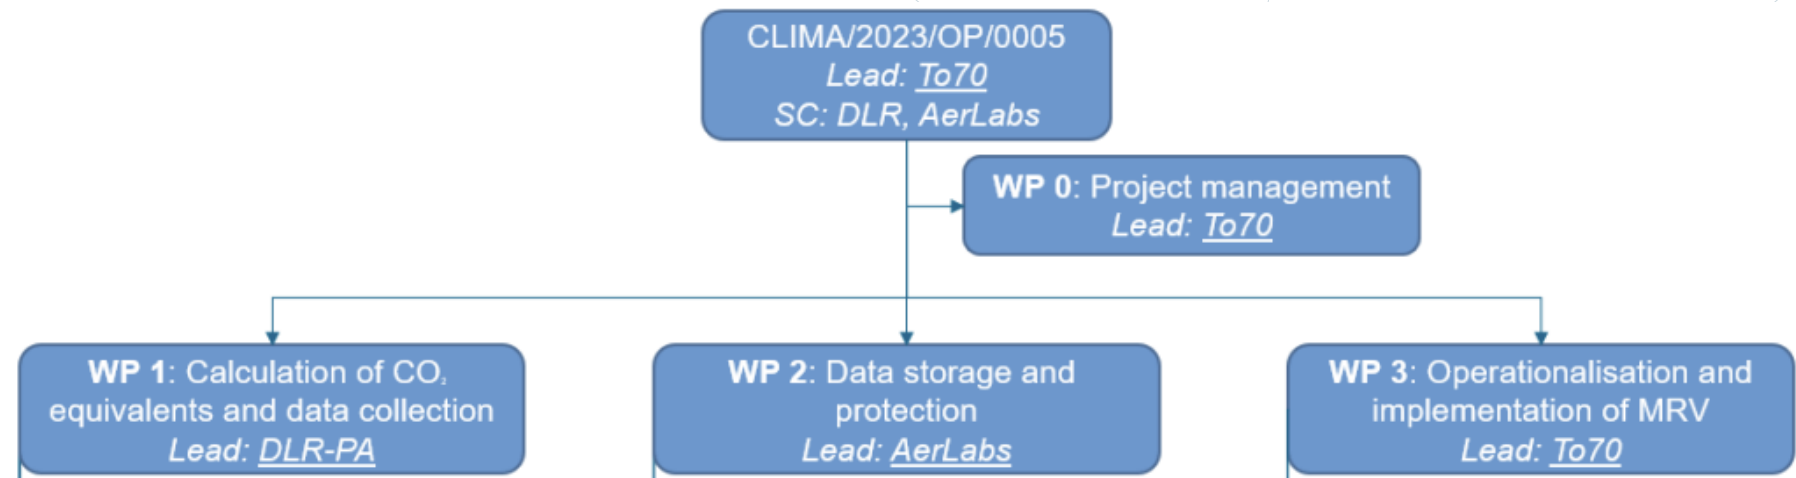 CLIMA/2023/OP/0005
Lead: To70
SC: DLR, AerLabs
WP 0: Project management
Lead: To70
WP 1: Calculation of CO₂
equivalents and data collection
Lead: DLR-PA
WP 2: Data storage and
protection
Lead: AerLabs
WP 3: Operationalisation and
implementation of MRV
Lead: To70